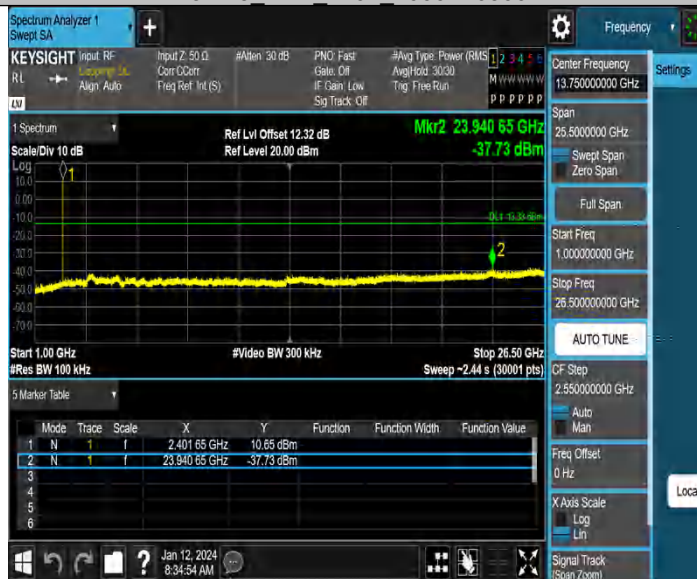 Spectrum Analyzer 1
Swept SA
Frequency
KEYSIGHT
RL
Input: RF
Align: Auto
Input Z: 50 Ω
Corr CCorr
Freq Ref: Int (S)
#Atten: 30 dB
PNO: Fast
Gate: Off
IF Gain: Low
Sig Track: Off
#Avg Type: Power (RMS
Avg|Hold: 30/30
Trig: Free Run
1 2 3 4 5 6
M W W W W W
P P P P P P
LXI
1 Spectrum
Scale/Div 10 dB
Ref Lvl Offset 12.32 dB
Ref Level 20.00 dBm
Mkr2 23.940 65 GHz
-37.73 dBm
Log
10.0
0.00
-10.0
-20.0
-30.0
-40.0
-50.0
-60.0
-70.0
1
2
Start 1.00 GHz
#Res BW 100 kHz
#Video BW 300 kHz
Stop 26.50 GHz
Sweep ~2.44 s (30001 pts)
5 Marker Table
Mode Trace Scale X Y Function Function Width Function Value
1 N 1 f 2.401 65 GHz 10.65 dBm
2 N 1 f 23.940 65 GHz -37.73 dBm
3
4
5
6
Jan 12, 2024
8:34:54 AM
Center Frequency
13.750000000 GHz
Settings
Span
25.5000000 GHz
Swept Span
Zero Span
Full Span
Start Freq
1.000000000 GHz
Stop Freq
26.500000000 GHz
AUTO TUNE
CF Step
2.550000000 GHz
Auto
Man
Freq Offset
0 Hz
X Axis Scale
Log
Lin
Signal Track
(Span Zoom)
Loca